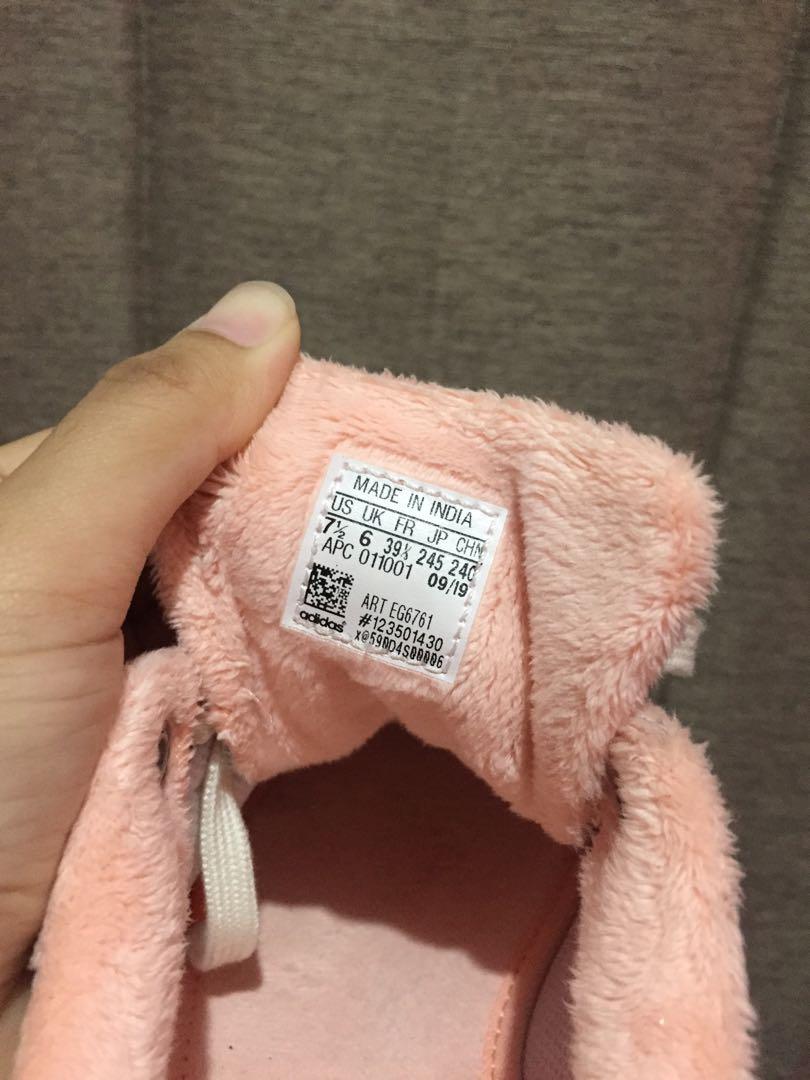 MADE IN INDIA
US UK FR JP CHN
7½ 6 39⅓ 245 240
APC 011001 09/19
ART EG6761
#123501430
x@590D4S00006
adidas